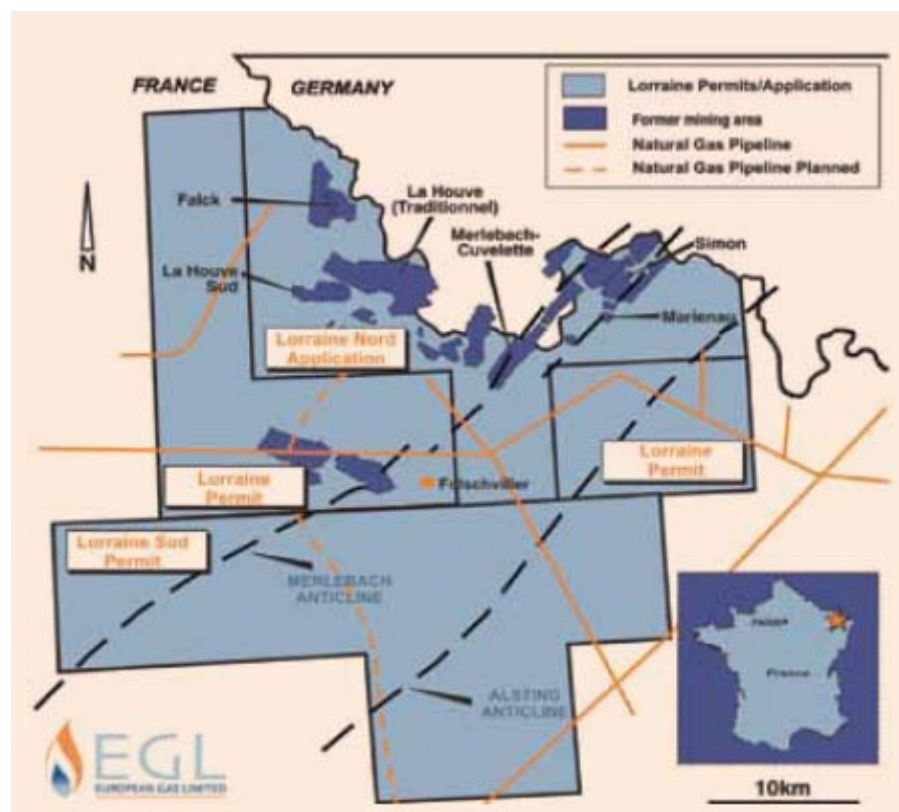 FRANCE
GERMANY
Lorraine Permits/Application
Former mining area
Natural Gas Pipeline
Natural Gas Pipeline Planned
N
Falck
La Houve
(Traditionnel)
Merlebach-
Cuvelette
Simon
La Houve
Sud
Marienau
Lorraine Nord
Application
Lorraine
Permit
Folschviller
Lorraine
Permit
Lorraine Sud
Permit
MERLEBACH
ANTICLINE
ALSTING
ANTICLINE
France
EGL
EUROPEAN GAS LIMITED
10km